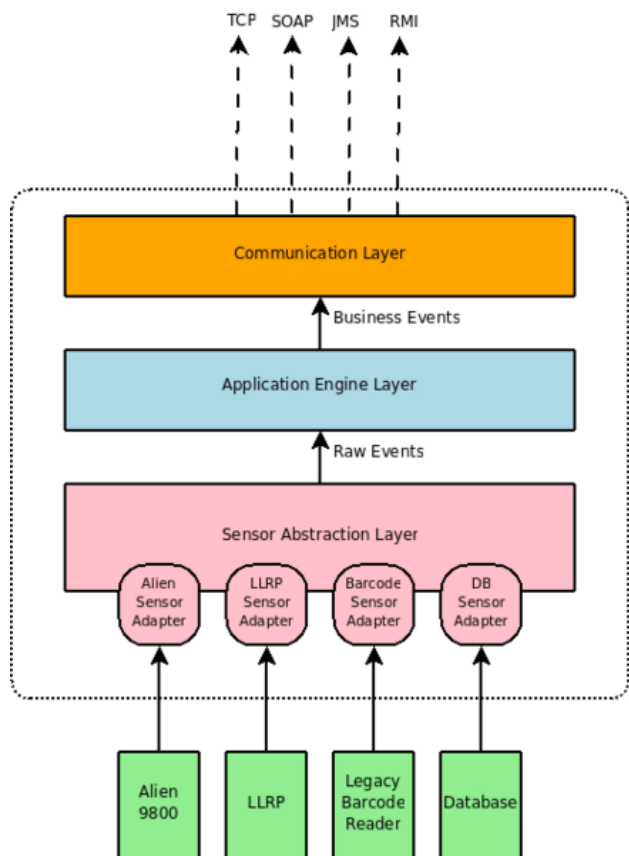 TCP SOAP JMS RMI
Communication Layer
Business Events
Application Engine Layer
Raw Events
Sensor Abstraction Layer
Alien
Sensor
Adapter
LLRP
Sensor
Adapter
Barcode
Sensor
Adapter
DB
Sensor
Adapter
Alien
9800
LLRP
Legacy
Barcode
Reader
Database